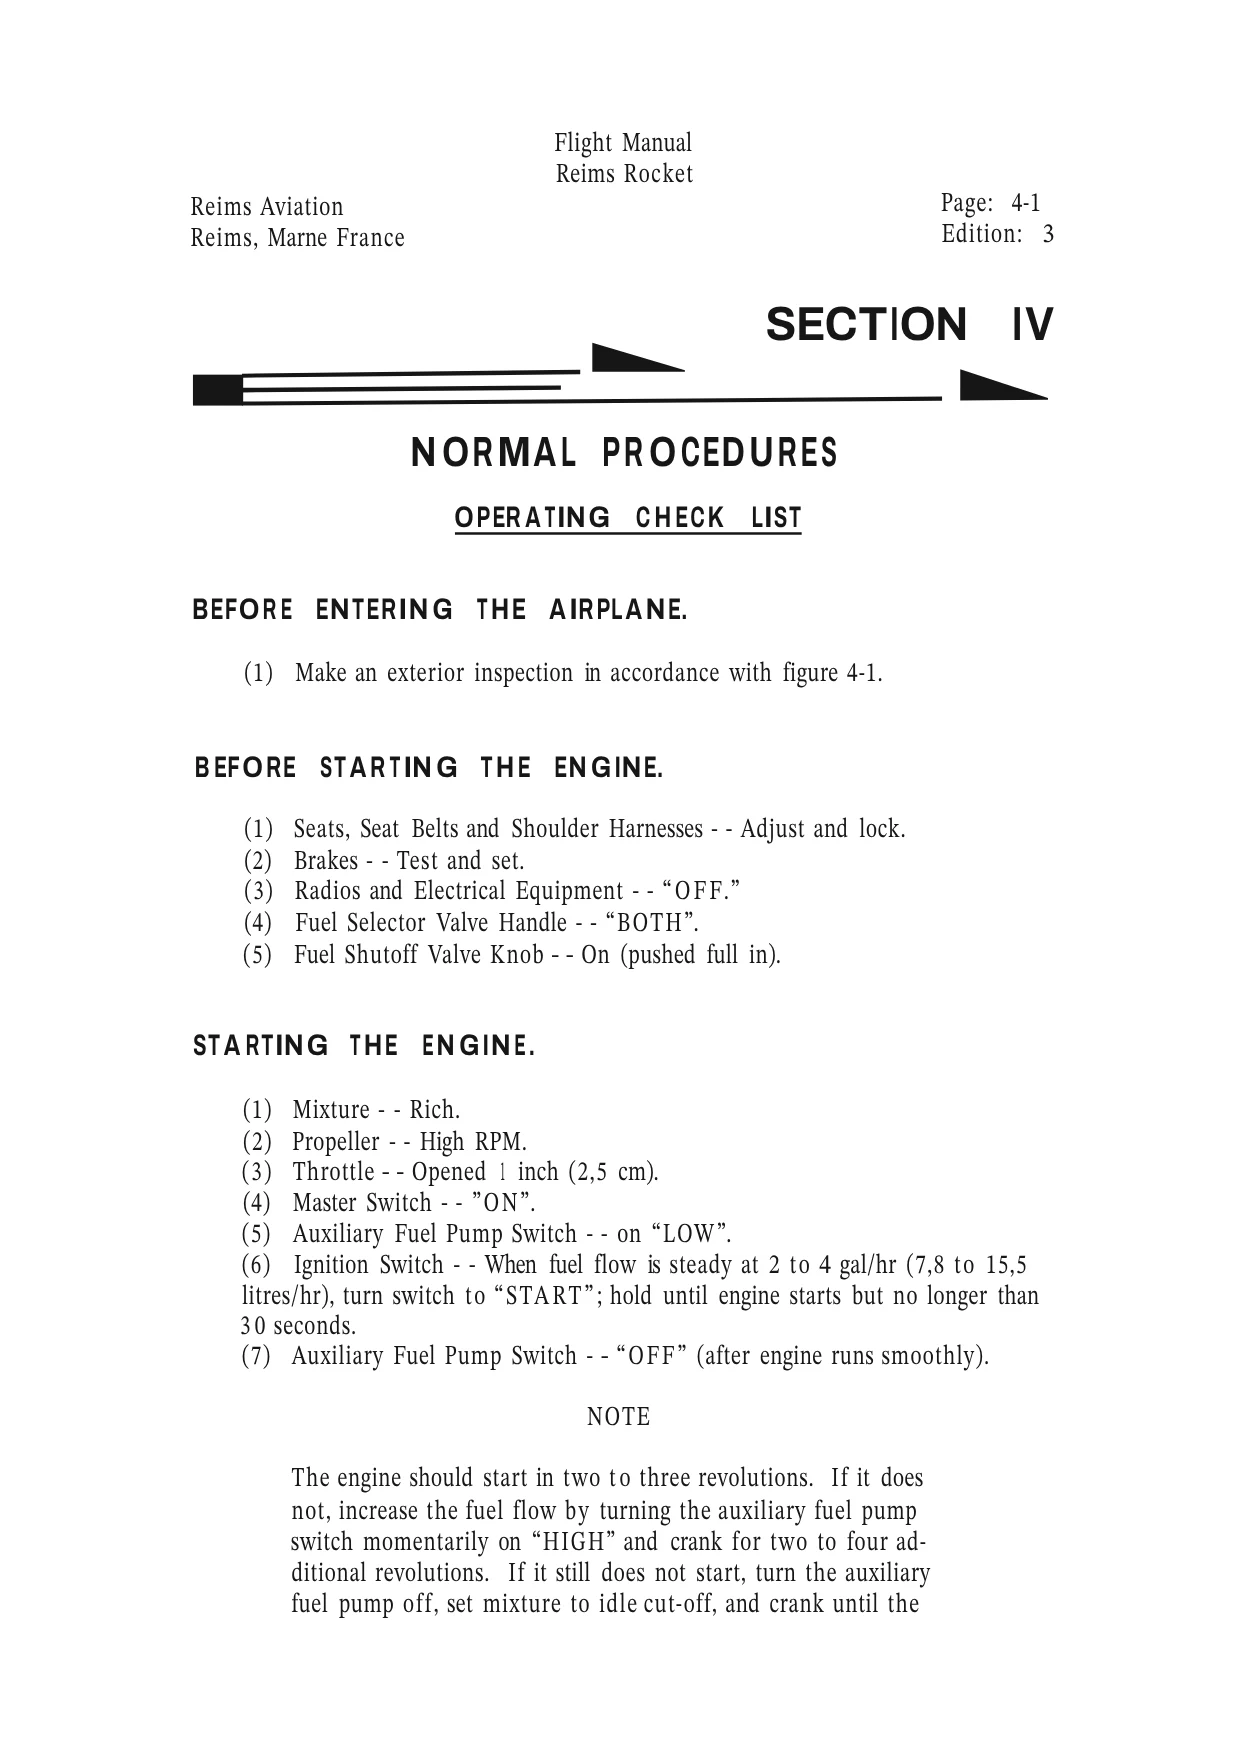 Flight Manual
Reims Rocket
Reims Aviation
Reims, Marne France
Page: 4-1
Edition: 3
SECTION IV
NORMAL PROCEDURES
OPERATING CHECK LIST
BEFORE ENTERING THE AIRPLANE.
(1) Make an exterior inspection in accordance with figure 4-1.
BEFORE STARTING THE ENGINE.
(1) Seats, Seat Belts and Shoulder Harnesses - - Adjust and lock.
(2) Brakes - - Test and set.
(3) Radios and Electrical Equipment - - “OFF.”
(4) Fuel Selector Valve Handle - - “BOTH”.
(5) Fuel Shutoff Valve Knob - - On (pushed full in).
STARTING THE ENGINE.
(1) Mixture - - Rich.
(2) Propeller - - High RPM.
(3) Throttle - - Opened 1 inch (2,5 cm).
(4) Master Switch - - ”ON”.
(5) Auxiliary Fuel Pump Switch - - on “LOW”.
(6) Ignition Switch - - When fuel flow is steady at 2 to 4 gal/hr (7,8 to 15,5
litres/hr), turn switch to “START”; hold until engine starts but no longer than
30 seconds.
(7) Auxiliary Fuel Pump Switch - - “OFF” (after engine runs smoothly).
NOTE
The engine should start in two to three revolutions. If it does
not, increase the fuel flow by turning the auxiliary fuel pump
switch momentarily on “HIGH” and crank for two to four ad-
ditional revolutions. If it still does not start, turn the auxiliary
fuel pump off, set mixture to idle cut-off, and crank until the